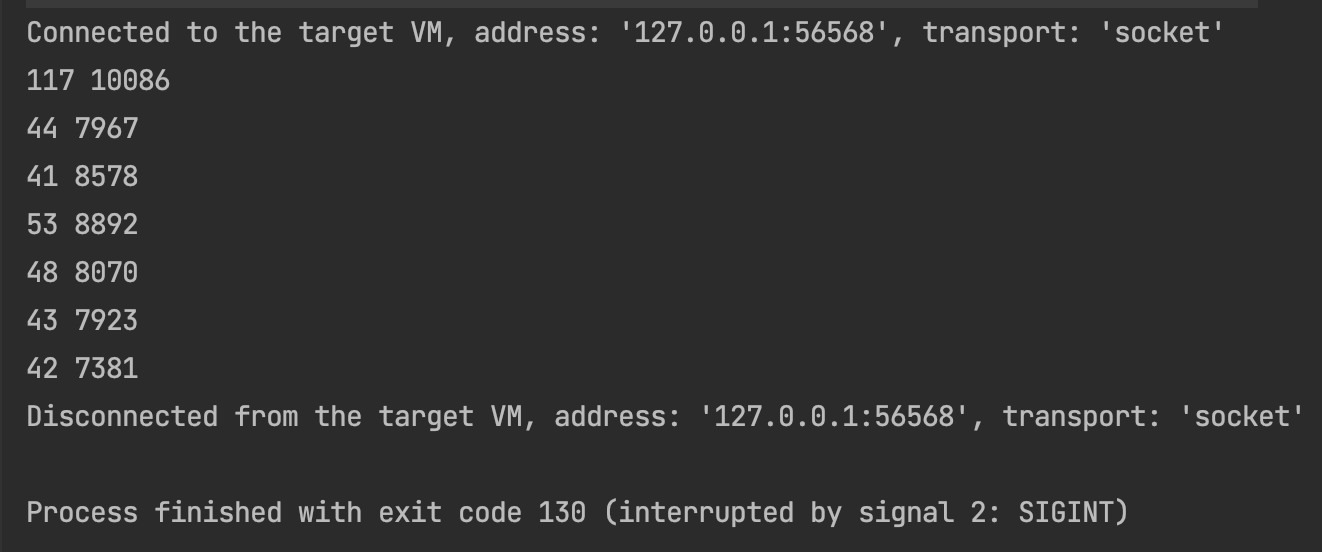 Connected to the target VM, address: '127.0.0.1:56568', transport: 'socket'
117 10086
44 7967
41 8578
53 8892
48 8070
43 7923
42 7381
Disconnected from the target VM, address: '127.0.0.1:56568', transport: 'socket'
Process finished with exit code 130 (interrupted by signal 2: SIGINT)